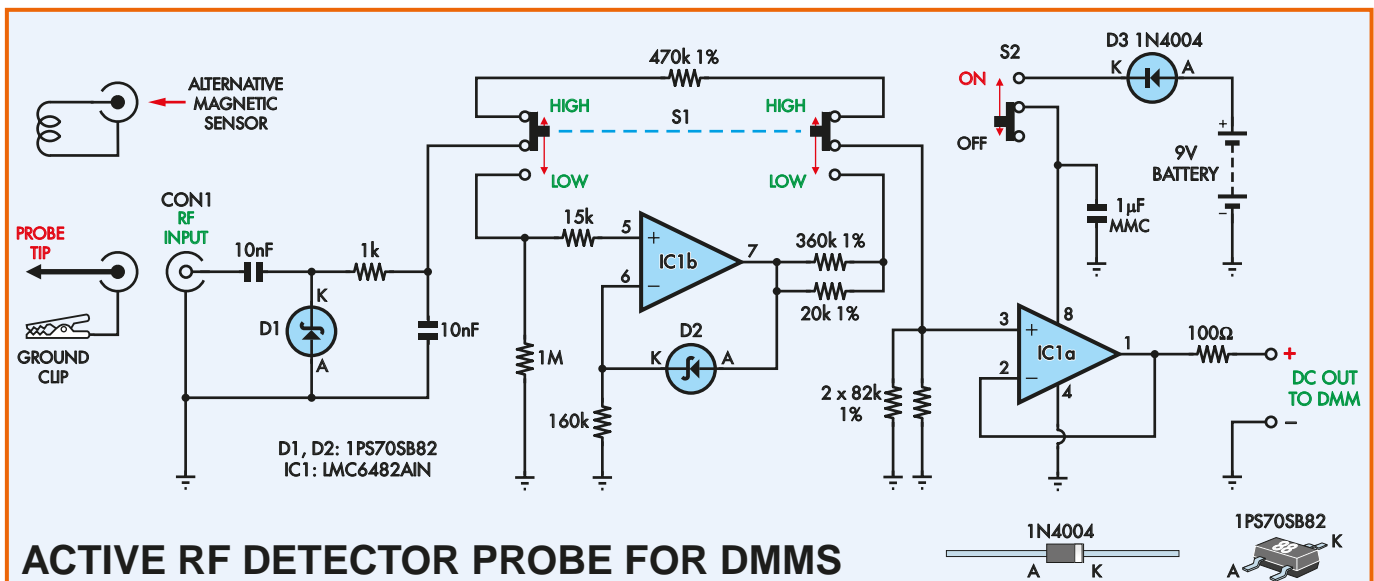 470k 1%
D3 1N4004
S2
K
A
ON
OFF
ALTERNATIVE
MAGNETIC
SENSOR
HIGH
S1
HIGH
LOW
LOW
+
9V
BATTERY
–
1µF
MMC
CON1
RF
INPUT
PROBE
TIP
10nF
1k
15k
5
+
IC1b
7
6
–
360k 1%
20k 1%
K
D1
A
10nF
GROUND
CLIP
1M
D2
K
A
160k
2 x 82k
1%
3
+
8
IC1a
1
2
–
4
100Ω
+
DC OUT
TO DMM
–
D1, D2: 1PS70SB82
IC1: LMC6482AIN
ACTIVE RF DETECTOR PROBE FOR DMMS
1N4004
A
K
1PS70SB82
88
A
K